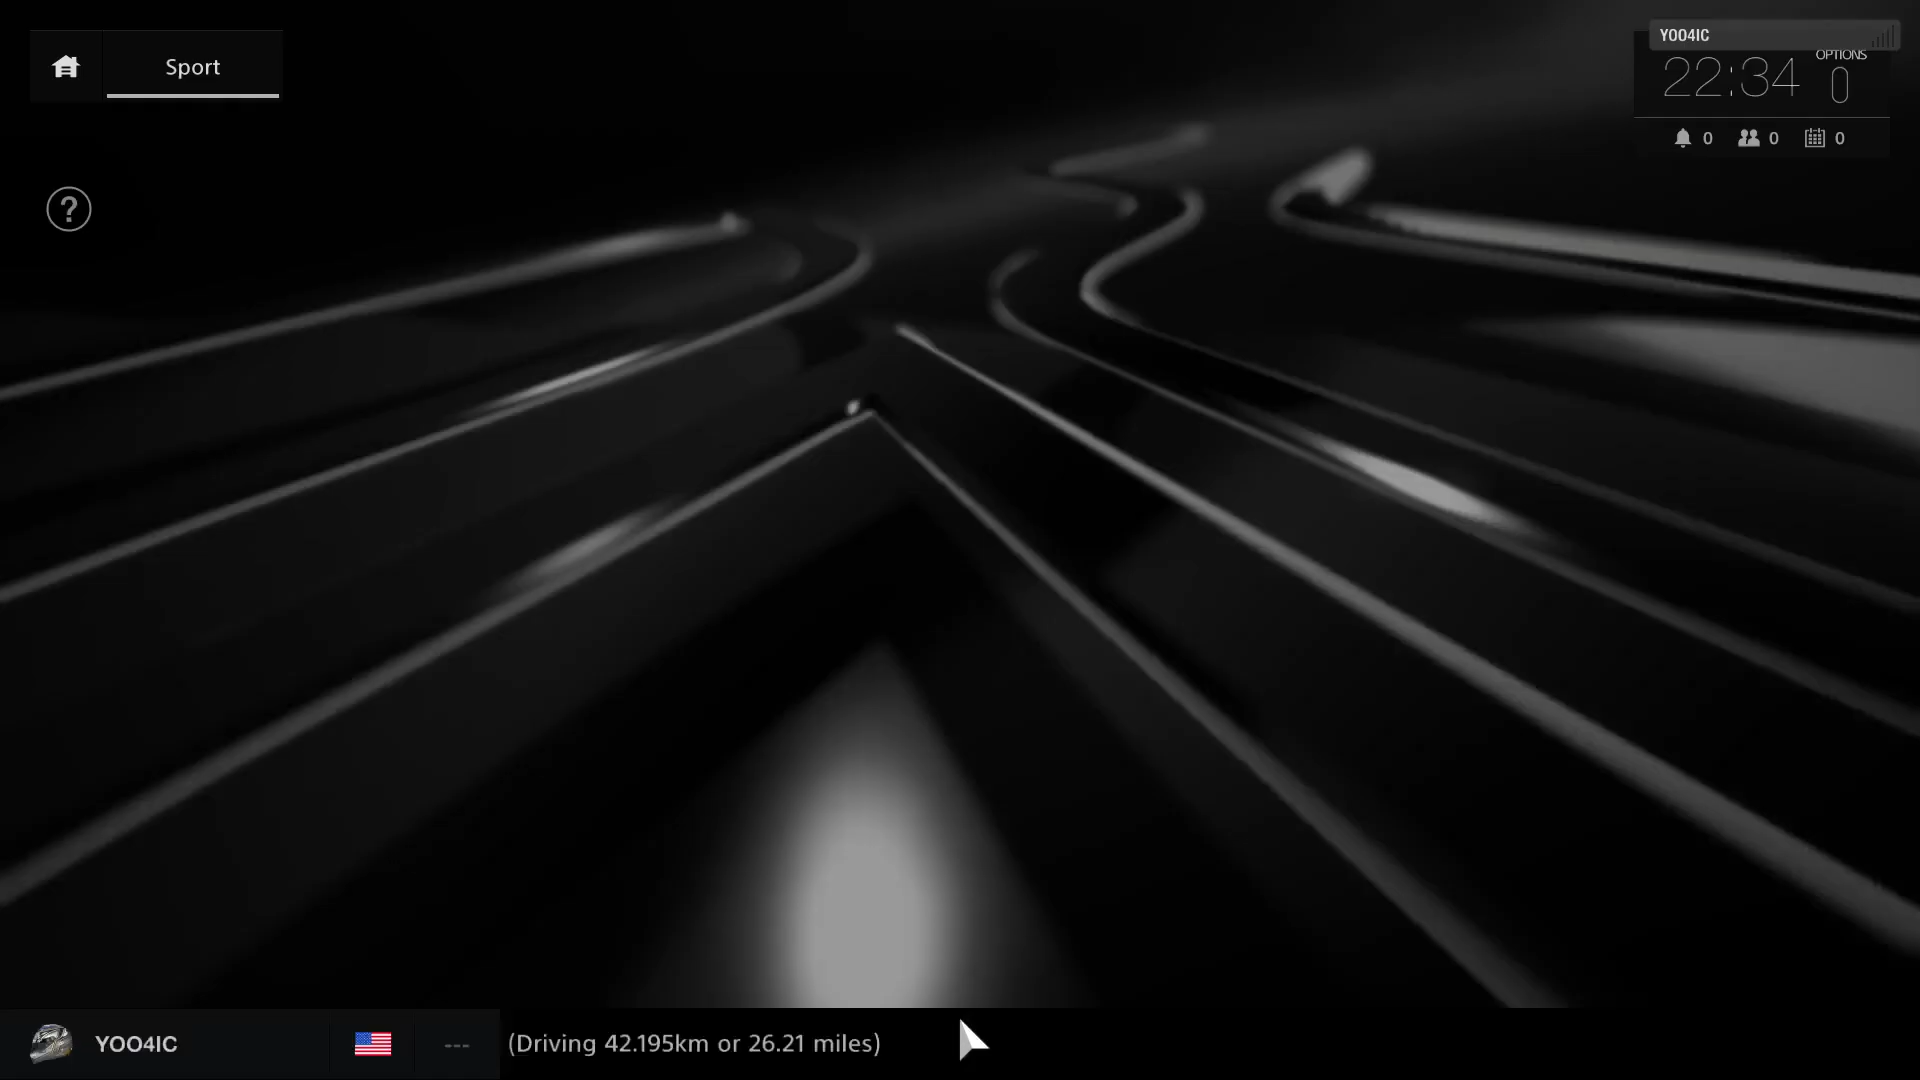 Sport
YOO4IC
22:34
OPTIONS
0 0 0
?
YOO4IC
---
(Driving 42.195km or 26.21 miles)